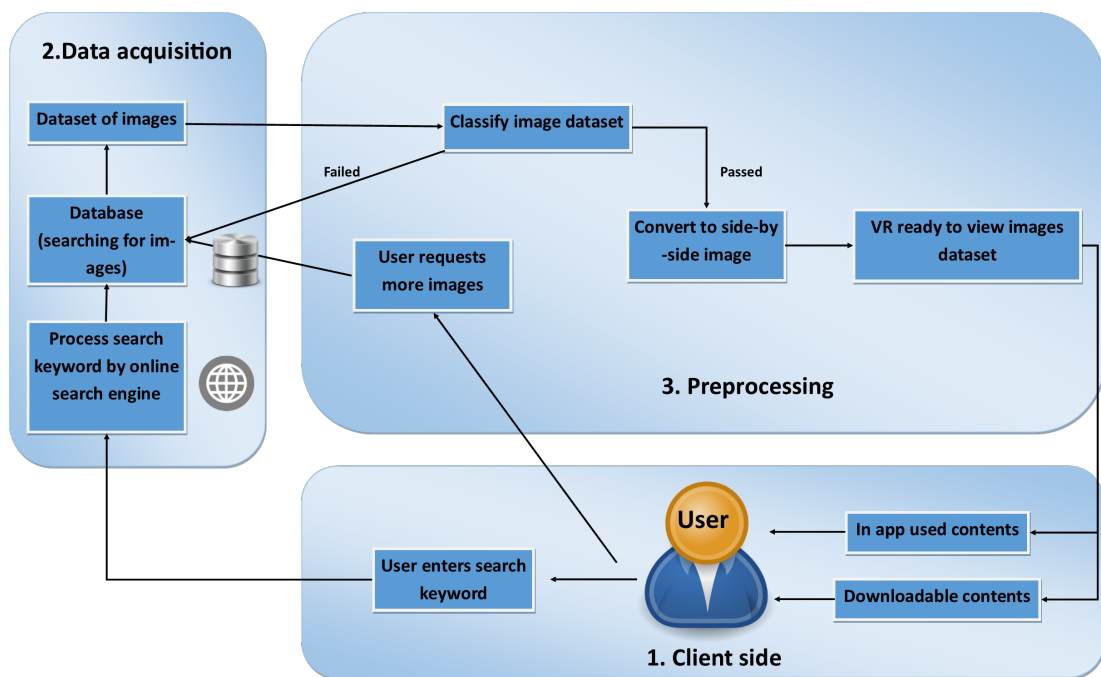 2.Data acquisition
Dataset of images
Database
(searching for im-
ages)
Process search
keyword by online
search engine
Classify image dataset
Failed
Passed
Convert to side-by
-side image
VR ready to view images
dataset
User requests
more images
3. Preprocessing
User
In app used contents
User enters search
keyword
Downloadable contents
1. Client side